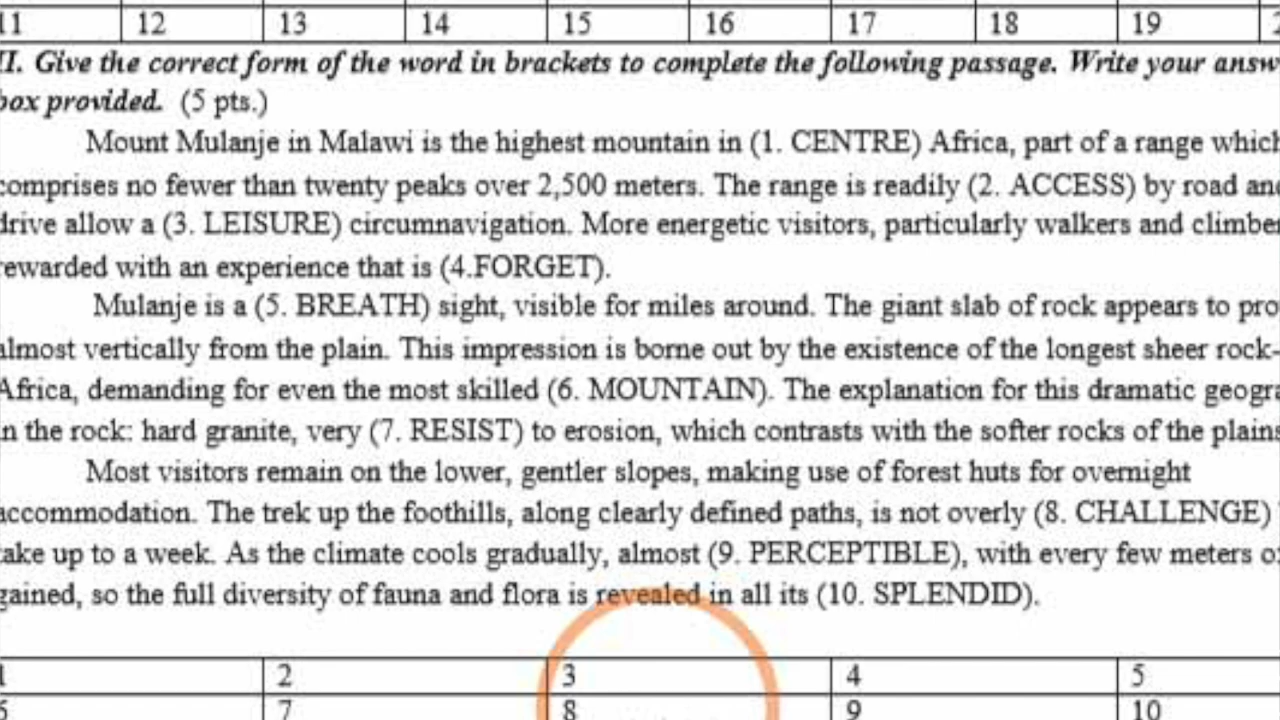 11 12 13 14 15 16 17 18 19 2
II. Give the correct form of the word in brackets to complete the following passage. Write your answ
box provided. (5 pts.)
Mount Mulanje in Malawi is the highest mountain in (1. CENTRE) Africa, part of a range which
comprises no fewer than twenty peaks over 2,500 meters. The range is readily (2. ACCESS) by road and
drive allow a (3. LEISURE) circumnavigation. More energetic visitors, particularly walkers and climber
rewarded with an experience that is (4.FORGET).
Mulanje is a (5. BREATH) sight, visible for miles around. The giant slab of rock appears to pro
almost vertically from the plain. This impression is borne out by the existence of the longest sheer rock-
Africa, demanding for even the most skilled (6. MOUNTAIN). The explanation for this dramatic geogra
in the rock: hard granite, very (7. RESIST) to erosion, which contrasts with the softer rocks of the plains
Most visitors remain on the lower, gentler slopes, making use of forest huts for overnight
accommodation. The trek up the foothills, along clearly defined paths, is not overly (8. CHALLENGE)
take up to a week. As the climate cools gradually, almost (9. PERCEPTIBLE), with every few meters of
gained, so the full diversity of fauna and flora is revealed in all its (10. SPLENDID).
1 2 3 4 5
6 7 8 9 10